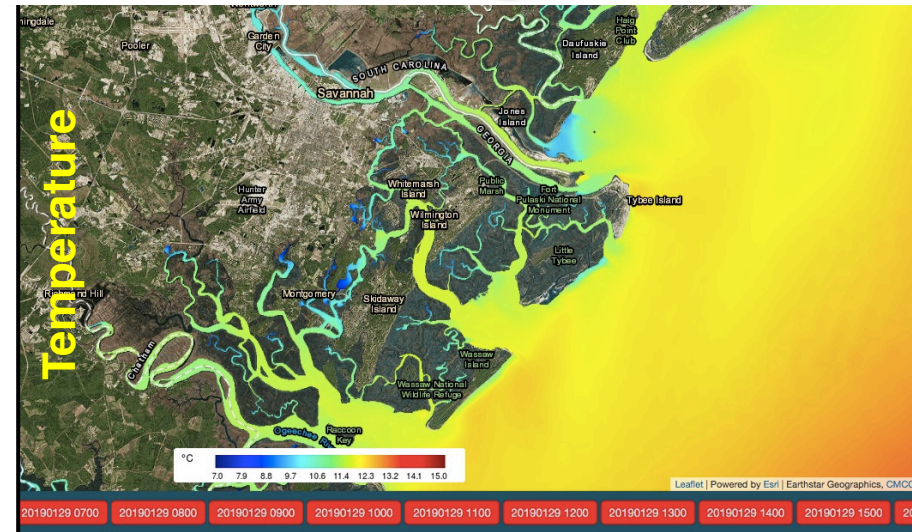 Temperature
Pooler
Garden
City
Savannah
SOUTH CAROLINA
GEORGIA
Haig
Point
Club
Daufuskie
Island
Jones
Island
Hunter
Army
Airfield
Whitemarsh
Island
Public
Marsh
Fort
Pulaski National
Monument
Tybee Island
Wilmington
Island
Little
Tybee
Richmond Hill
Montgomery
Skidaway
Island
Chatham
Wassaw
Island
Wassaw National
Wildlife Refuge
Raccoon
Key
°C
7.0 7.9 8.8 9.7 10.6 11.4 12.3 13.2 14.1 15.0
Leaflet | Powered by Esri | Earthstar Geographics, CMCC
20190129 0700 20190129 0800 20190129 0900 20190129 1000 20190129 1100 20190129 1200 20190129 1300 20190129 1400 20190129 1500